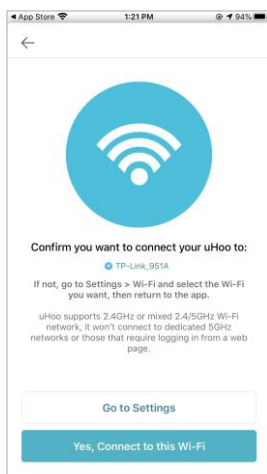 App Store 1:21 PM 94%
Confirm you want to connect your uHoo to:
TP-Link_951A
If not, go to Settings > Wi-Fi and select the Wi-Fi
you want, then return to the app.
uHoo supports 2.4GHz or mixed 2.4/5GHz Wi-Fi
network, it won't connect to dedicated 5GHz
networks or those that require logging in from a web
page.
Go to Settings
Yes, Connect to this Wi-Fi